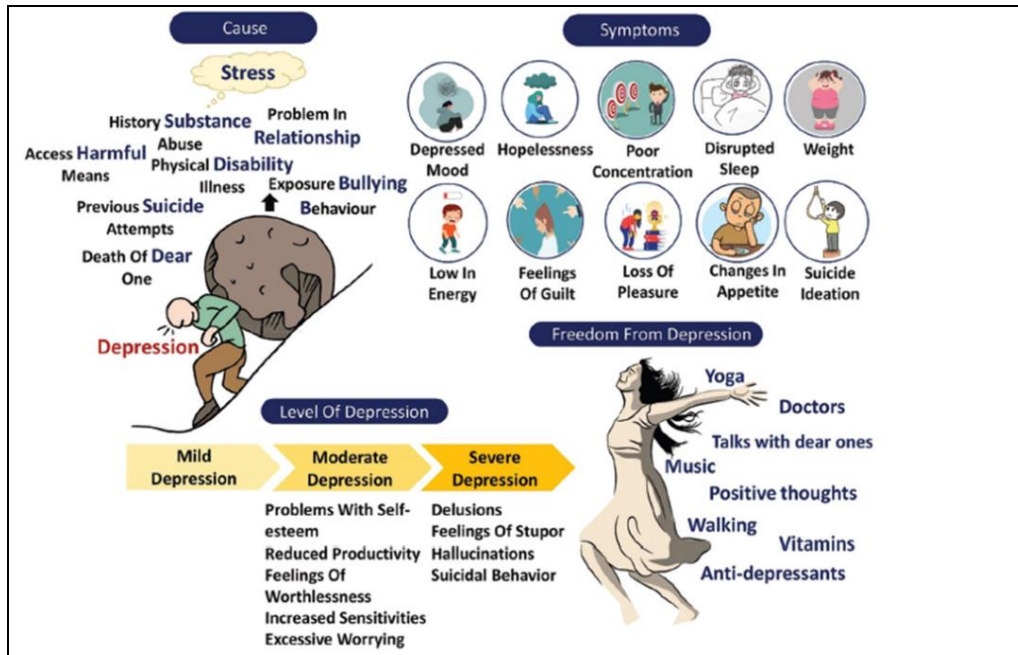 Cause
Stress
History Substance
Abuse
Problem In
Relationship
Access Harmful
Means
Physical Disability
Illness
Exposure Bullying
Behaviour
Previous Suicide
Attempts
Death Of Dear
One
Depression
Symptoms
Depressed
Mood
Hopelessness
Poor
Concentration
Disrupted
Sleep
Weight
Low In
Energy
Feelings
Of Guilt
Loss Of
Pleasure
Changes In
Appetite
Suicide
Ideation
Level Of Depression
Mild
Depression
Moderate
Depression
Severe
Depression
Problems With Self-
esteem
Reduced Productivity
Feelings Of
Worthlessness
Increased Sensitivities
Excessive Worrying
Delusions
Feelings Of Stupor
Hallucinations
Suicidal Behavior
Freedom From Depression
Yoga
Doctors
Talks with dear ones
Music
Positive thoughts
Walking
Vitamins
Anti-depressants